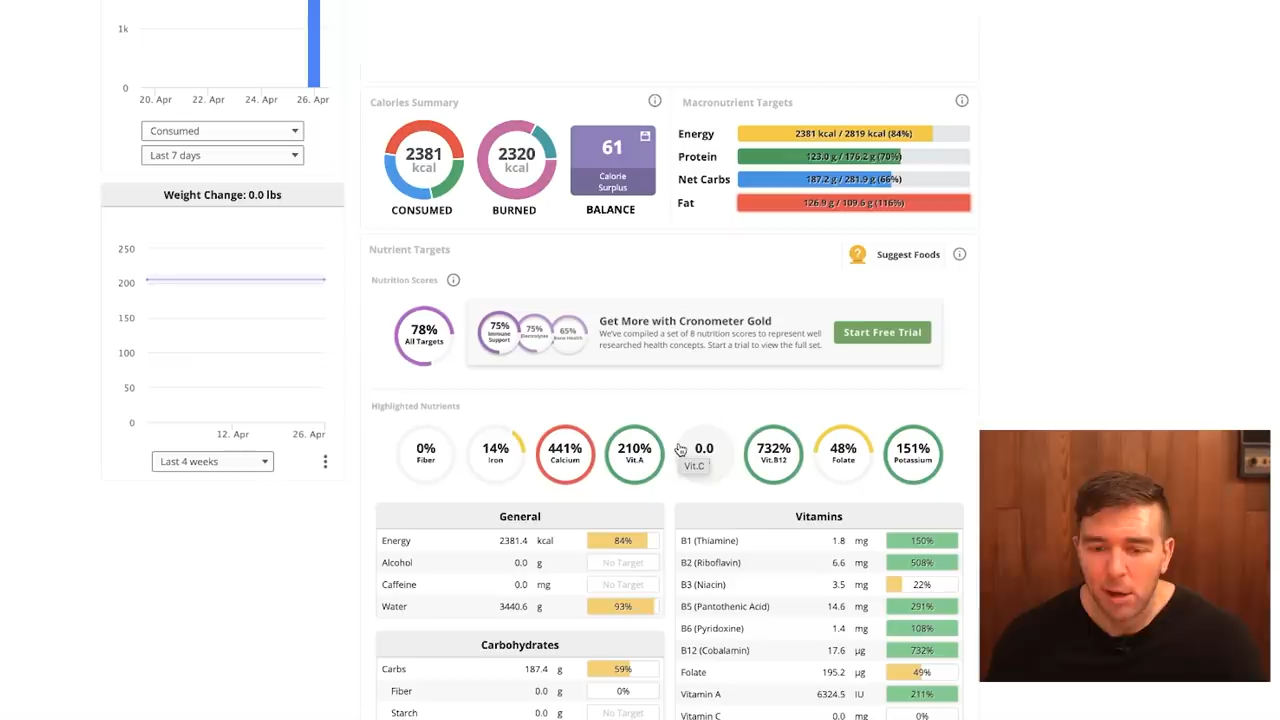 1k
0
20. Apr 22. Apr 24. Apr 26. Apr
Consumed
Last 7 days
Weight Change: 0.0 lbs
250
200
150
100
50
0
12. Apr 26. Apr
Last 4 weeks
Calories Summary
2381
kcal
CONSUMED
2320
kcal
BURNED
61
Calorie
Surplus
BALANCE
Macronutrient Targets
Energy 2381 kcal / 2819 kcal (84%)
Protein 123.0 g / 176.2 g (70%)
Net Carbs 187.2 g / 281.9 g (66%)
Fat 126.9 g / 109.6 g (116%)
Nutrient Targets
Suggest Foods
Nutrition Scores
78%
All Targets
75%
Immune
Support
75%
Electrolytes
65%
Bone Health
Get More with Cronometer Gold
We've compiled a set of 8 nutrition scores to represent well
researched health concepts. Start a trial to view the full set.
Start Free Trial
Highlighted Nutrients
0%
Fiber
14%
Iron
441%
Calcium
210%
Vit.A
0.0
Vit.C
732%
Vit.B12
48%
Folate
151%
Potassium
General
Energy 2381.4 kcal 84%
Alcohol 0.0 g No Target
Caffeine 0.0 mg No Target
Water 3440.6 g 93%
Carbohydrates
Carbs 187.4 g 59%
Fiber 0.0 g 0%
Starch 0.0 g No Target
Vitamins
B1 (Thiamine) 1.8 mg 150%
B2 (Riboflavin) 6.6 mg 508%
B3 (Niacin) 3.5 mg 22%
B5 (Pantothenic Acid) 14.6 mg 291%
B6 (Pyridoxine) 1.4 mg 108%
B12 (Cobalamin) 17.6 µg 732%
Folate 195.2 µg 49%
Vitamin A 6324.5 IU 211%
Vitamin C 0.0 mg 0%